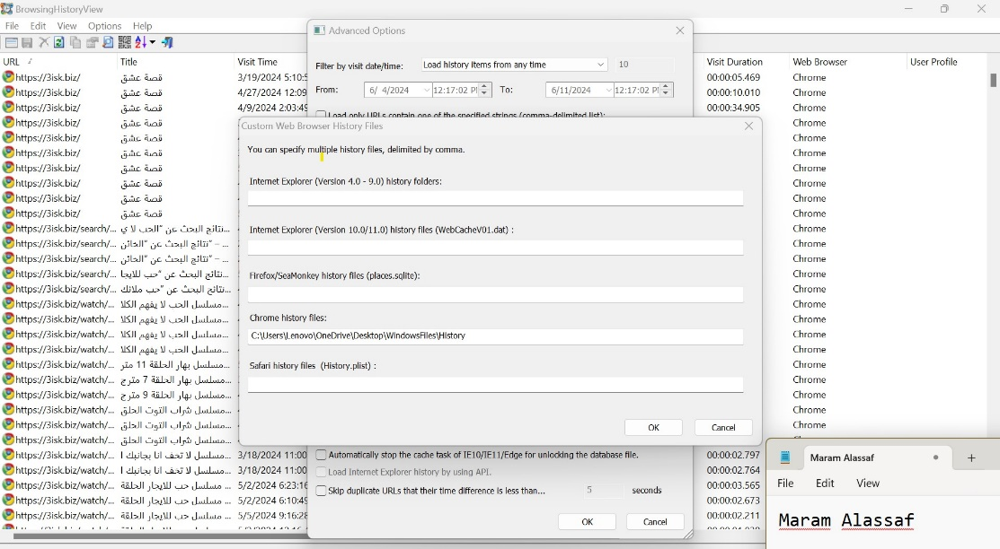 BrowsingHistoryView
File Edit View Options Help
URL Title Visit Time Visit Duration Web Browser User Profile
https://3isk.biz/ قصة عشق 3/19/2024 5:10:5 00:00:05.469 Chrome
https://3isk.biz/ قصة عشق 4/27/2024 12:09 00:00:10.010 Chrome
https://3isk.biz/ قصة عشق 4/9/2024 2:03:49 00:00:34.905 Chrome
https://3isk.biz/ قصة عشق Chrome
https://3isk.biz/ قصة عشق Chrome
https://3isk.biz/ قصة عشق Chrome
https://3isk.biz/ قصة عشق Chrome
https://3isk.biz/ قصة عشق Chrome
https://3isk.biz/ قصة عشق Chrome
https://3isk.biz/ قصة عشق Chrome
https://3isk.biz/search/... نتائج البحث عن "الحب لا ي... Chrome
https://3isk.biz/search/... نتائج البحث عن "الخائن" – ... Chrome
https://3isk.biz/search/... نتائج البحث عن "الخائن" – ... Chrome
https://3isk.biz/search/... نتائج البحث عن "حب للايجا... Chrome
https://3isk.biz/search/... نتائج البحث عن "حب ملائك... Chrome
https://3isk.biz/watch/... مسلسل الحب لا يفهم الكلا... Chrome
https://3isk.biz/watch/... مسلسل الحب لا يفهم الكلا... Chrome
https://3isk.biz/watch/... مسلسل الحب لا يفهم الكلا... Chrome
https://3isk.biz/watch/... مسلسل الحب لا يفهم الكلا... Chrome
https://3isk.biz/watch/... مسلسل بهار الحلقة 11 متر... Chrome
https://3isk.biz/watch/... مسلسل بهار الحلقة 7 مترج... Chrome
https://3isk.biz/watch/... مسلسل بهار الحلقة 9 مترج... Chrome
https://3isk.biz/watch/... مسلسل شراب التوت الحلق... Chrome
https://3isk.biz/watch/... مسلسل شراب التوت الحلق... Chrome
https://3isk.biz/watch/... مسلسل شراب التوت الحلق...
https://3isk.biz/watch/... مسلسل لا تخف انا بجانبك ا... 3/18/2024 11:00 00:00:02.797
https://3isk.biz/watch/... مسلسل لا تخف انا بجانبك ا... 3/18/2024 11:00 00:00:02.764
https://3isk.biz/watch/... مسلسل حب للايجار الحلقة... 5/2/2024 6:23:16 00:00:03.565
https://3isk.biz/watch/... مسلسل حب للايجار الحلقة... 5/2/2024 6:10:49 00:00:02.673
https://3isk.biz/watch/... مسلسل حب للايجار الحلقة... 5/5/2024 9:16:28 00:00:02.211
Advanced Options
Filter by visit date/time: Load history items from any time 10
From: 6/ 4/2024 12:17:02 PI To: 6/11/2024 12:17:02 PI
Load only URLs contain one of the specified strings (comma-delimited list):
Custom Web Browser History Files
You can specify multiple history files, delimited by comma.
Internet Explorer (Version 4.0 - 9.0) history folders:
Internet Explorer (Version 10.0/11.0) history files (WebCacheV01.dat) :
Firefox/SeaMonkey history files (places.sqlite):
Chrome history files:
C:\Users\Lenovo\OneDrive\Desktop\WindowsFiles\History
Safari history files (History.plist) :
OK Cancel
Automatically stop the cache task of IE10/IE11/Edge for unlocking the database file.
Load Internet Explorer history by using API.
Skip duplicate URLs that their time difference is less than... 5 seconds
OK Cancel
Maram Alassaf
File Edit View
Maram Alassaf